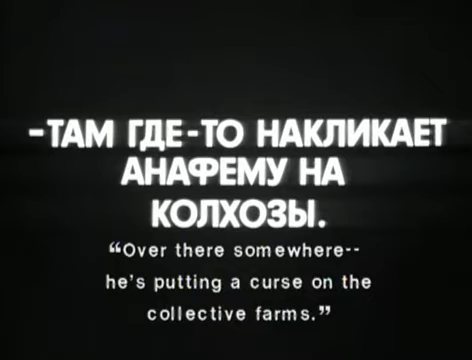 -ТАМ ГДЕ-ТО НАКЛИКАЕТ
АНАФЕМУ НА
КОЛХОЗЫ.
“Over there somewhere--
he’s putting a curse on the
collective farms.”